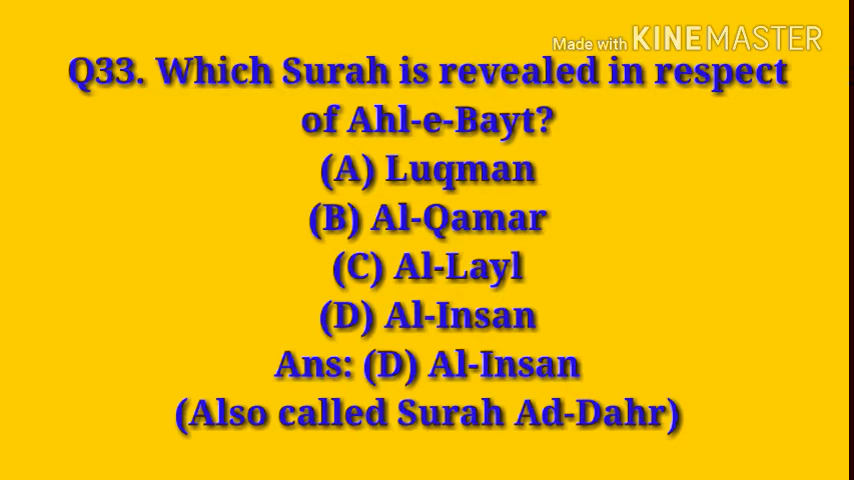 Made with KINEMASTER
Q33. Which Surah is revealed in respect
of Ahl-e-Bayt?
(A) Luqman
(B) Al-Qamar
(C) Al-Layl
(D) Al-Insan
Ans: (D) Al-Insan
(Also called Surah Ad-Dahr)